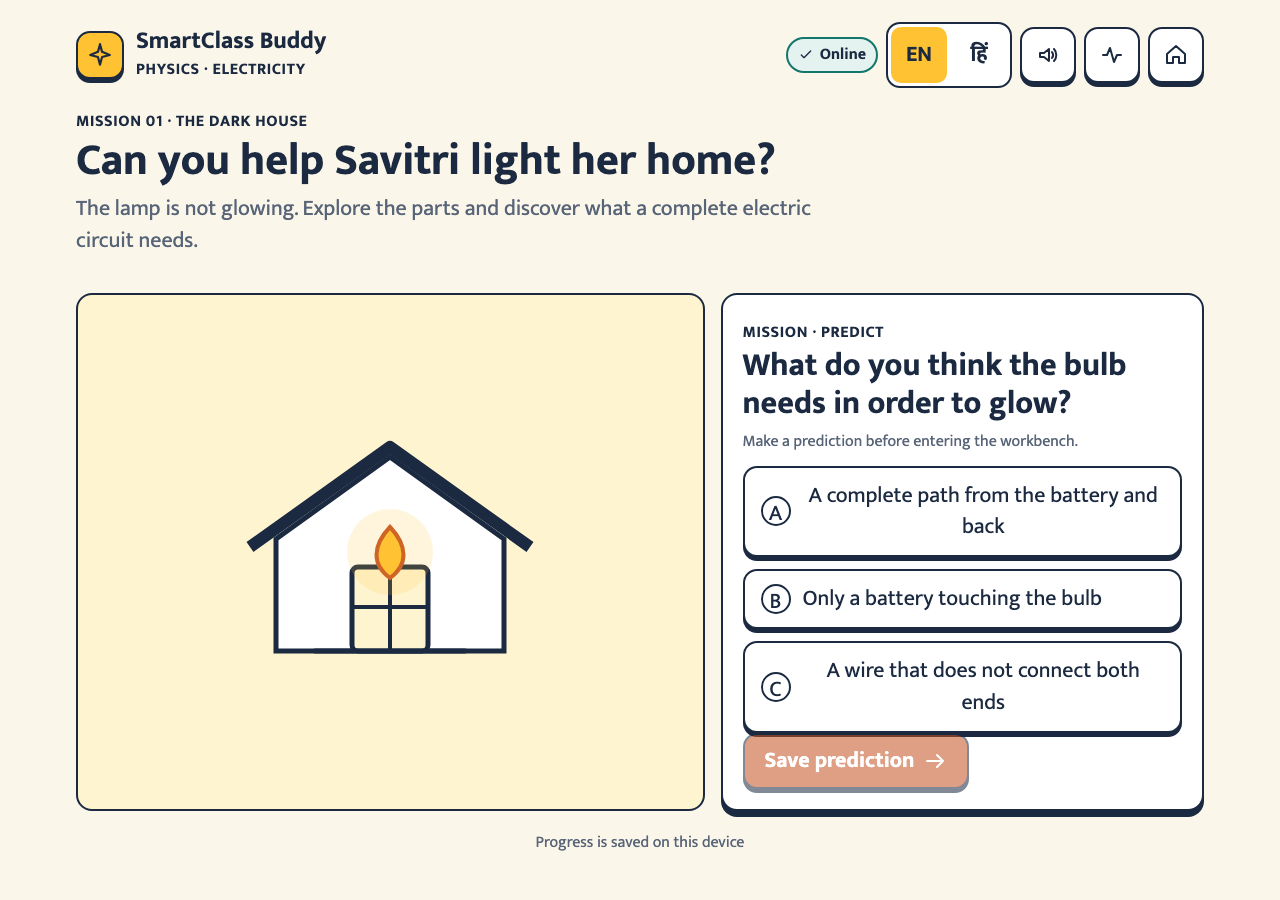 SmartClass Buddy
PHYSICS · ELECTRICITY
Online
EN
हिं
MISSION 01 · THE DARK HOUSE
Can you help Savitri light her home?
The lamp is not glowing. Explore the parts and discover what a complete electric
circuit needs.
MISSION · PREDICT
What do you think the bulb
needs in order to glow?
Make a prediction before entering the workbench.
A
A complete path from the battery and
back
B
Only a battery touching the bulb
C
A wire that does not connect both
ends
Save prediction
Progress is saved on this device